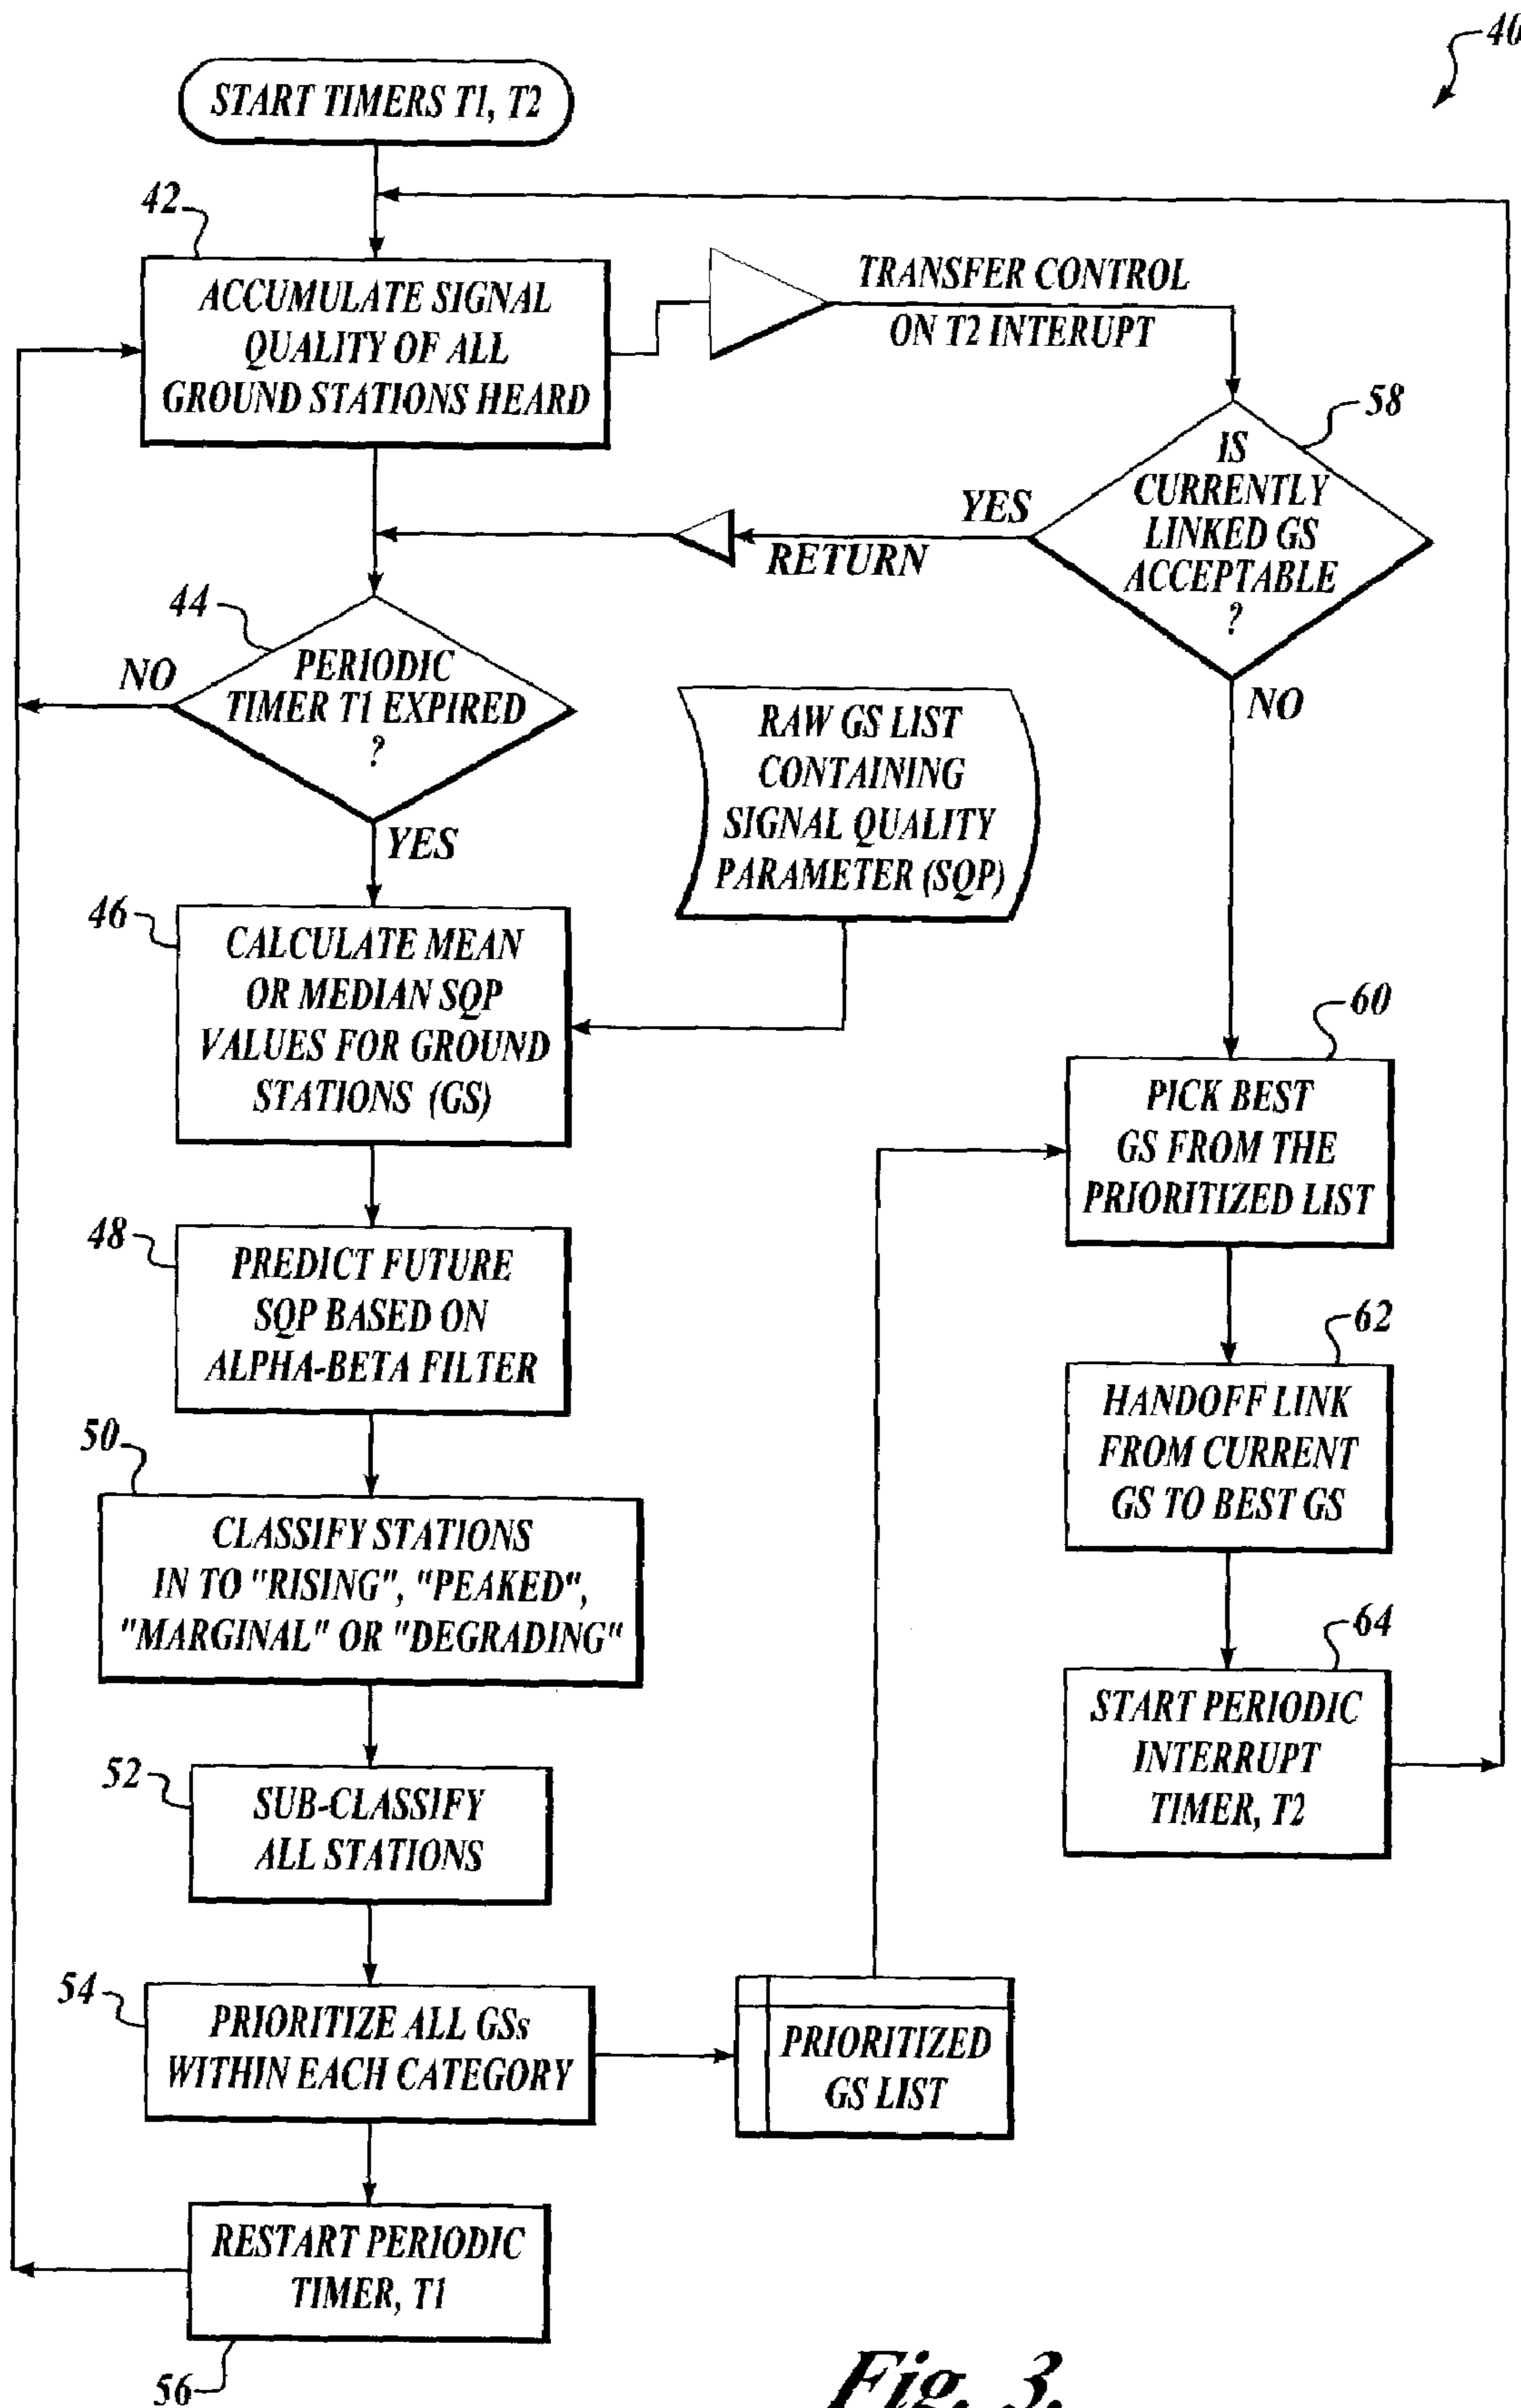 40
START TIMERS T1, T2
42
ACCUMULATE SIGNAL
QUALITY OF ALL
GROUND STATIONS HEARD
TRANSFER CONTROL
ON T2 INTERUPT
58
IS
CURRENTLY
LINKED GS
ACCEPTABLE
?
YES
RETURN
NO
44
PERIODIC
TIMER T1 EXPIRED
?
NO
YES
RAW GS LIST
CONTAINING
SIGNAL QUALITY
PARAMETER (SQP)
46
CALCULATE MEAN
OR MEDIAN SQP
VALUES FOR GROUND
STATIONS (GS)
48
PREDICT FUTURE
SQP BASED ON
ALPHA-BETA FILTER
50
CLASSIFY STATIONS
IN TO "RISING", "PEAKED",
"MARGINAL" OR "DEGRADING"
52
SUB-CLASSIFY
ALL STATIONS
54
PRIORITIZE ALL GSs
WITHIN EACH CATEGORY
PRIORITIZED
GS LIST
RESTART PERIODIC
TIMER, T1
56
60
PICK BEST
GS FROM THE
PRIORITIZED LIST
62
HANDOFF LINK
FROM CURRENT
GS TO BEST GS
64
START PERIODIC
INTERRUPT
TIMER, T2
Fig. 3.